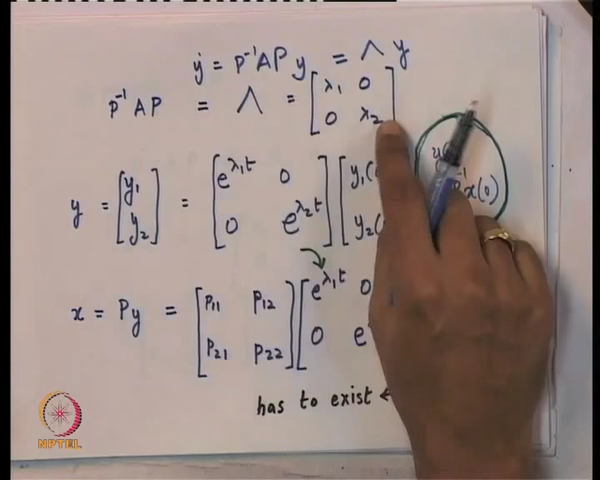 ẏ = P⁻¹AP y = Λ y
P⁻¹AP = Λ = [λ₁ 0
0 λ₂]
y = [y₁ y₂] = [e^λ₁t 0
0 e^λ₂t] [y₁(
y₂(
x(0)
x = Py = [P₁₁ P₁₂
P₂₁ P₂₂] [e^λ₁t 0
0 e
has to exist ←
NPTEL